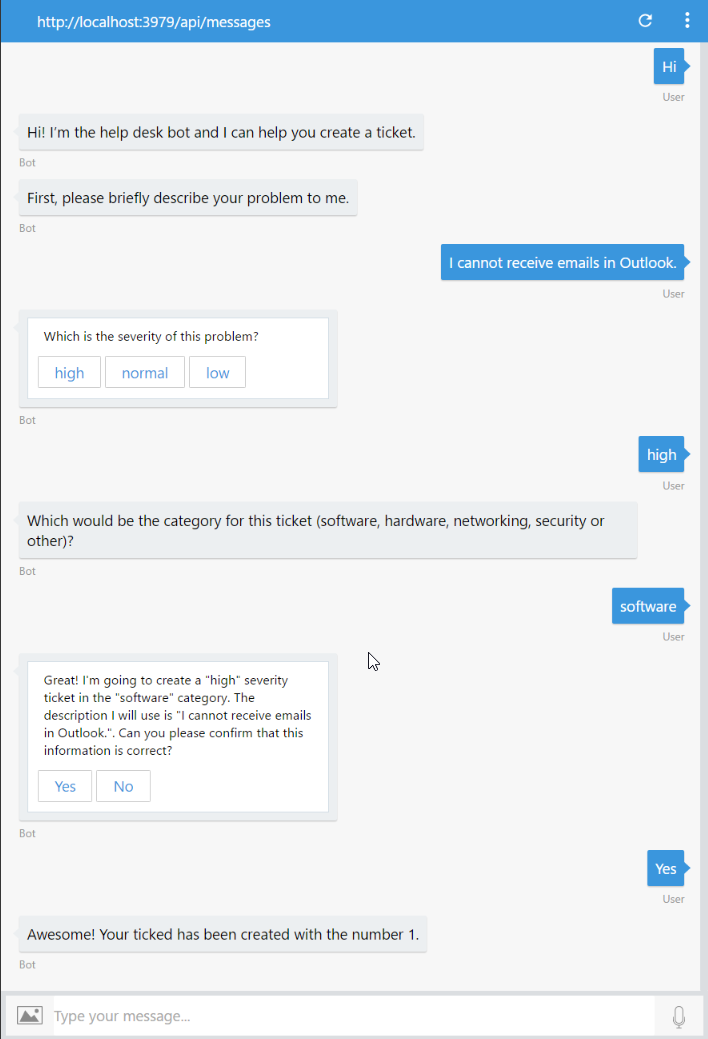 http://localhost:3979/api/messages
Hi
User
Hi! I'm the help desk bot and I can help you create a ticket.
Bot
First, please briefly describe your problem to me.
Bot
I cannot receive emails in Outlook.
User
Which is the severity of this problem?
high normal low
Bot
high
User
Which would be the category for this ticket (software, hardware, networking, security or
other)?
Bot
software
User
Great! I'm going to create a "high" severity
ticket in the "software" category. The
description I will use is "I cannot receive emails
in Outlook.". Can you please confirm that this
information is correct?
Yes No
Bot
Yes
User
Awesome! Your ticked has been created with the number 1.
Bot
Type your message...